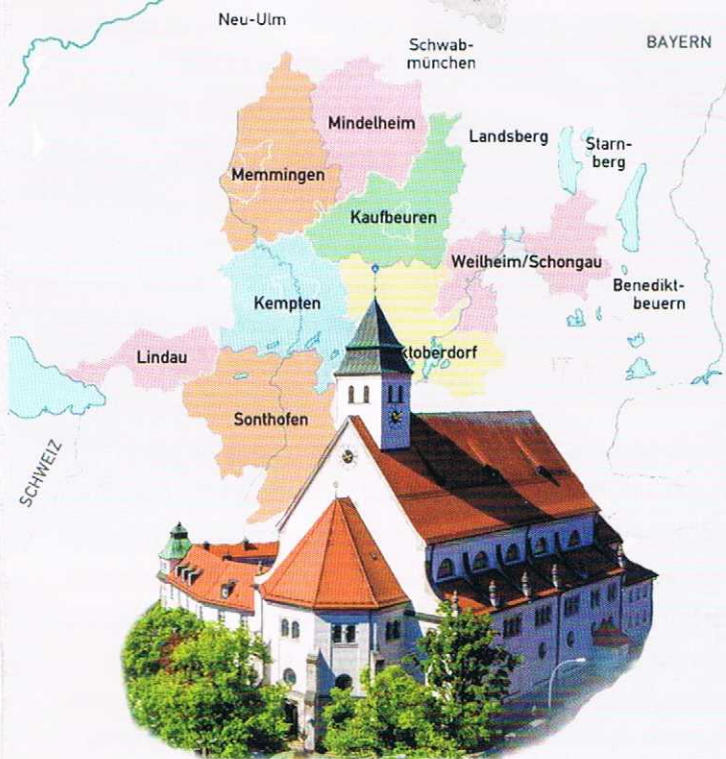 Neu-Ulm
Schwab-
münchen
BAYERN
Mindelheim
Landsberg
Starn-
berg
Memmingen
Kaufbeuren
Weilheim/Schongau
Benedikt-
beuern
Kempten
Lindau
ktoberdorf
Sonthofen
SCHWEIZ